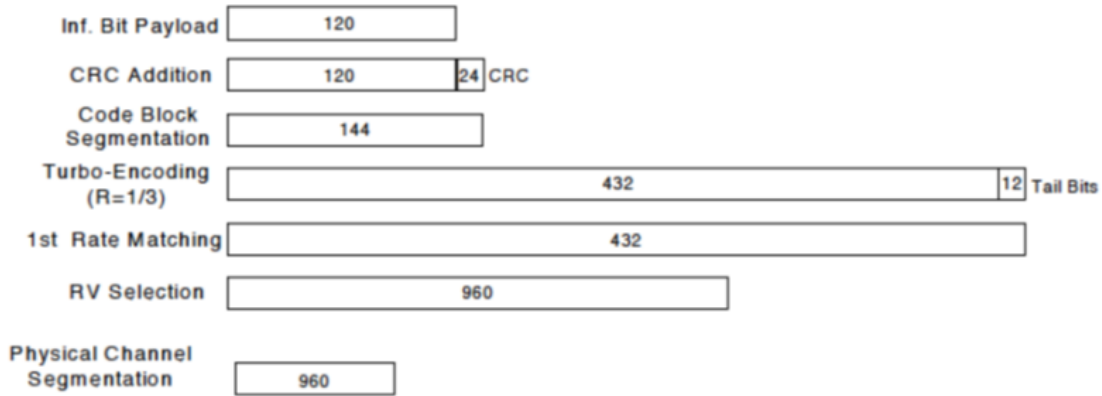 Inf. Bit Payload 120
CRC Addition 120 24 CRC
Code Block
Segmentation 144
Turbo-Encoding
(R=1/3) 432 12 Tail Bits
1st Rate Matching 432
RV Selection 960
Physical Channel
Segmentation 960